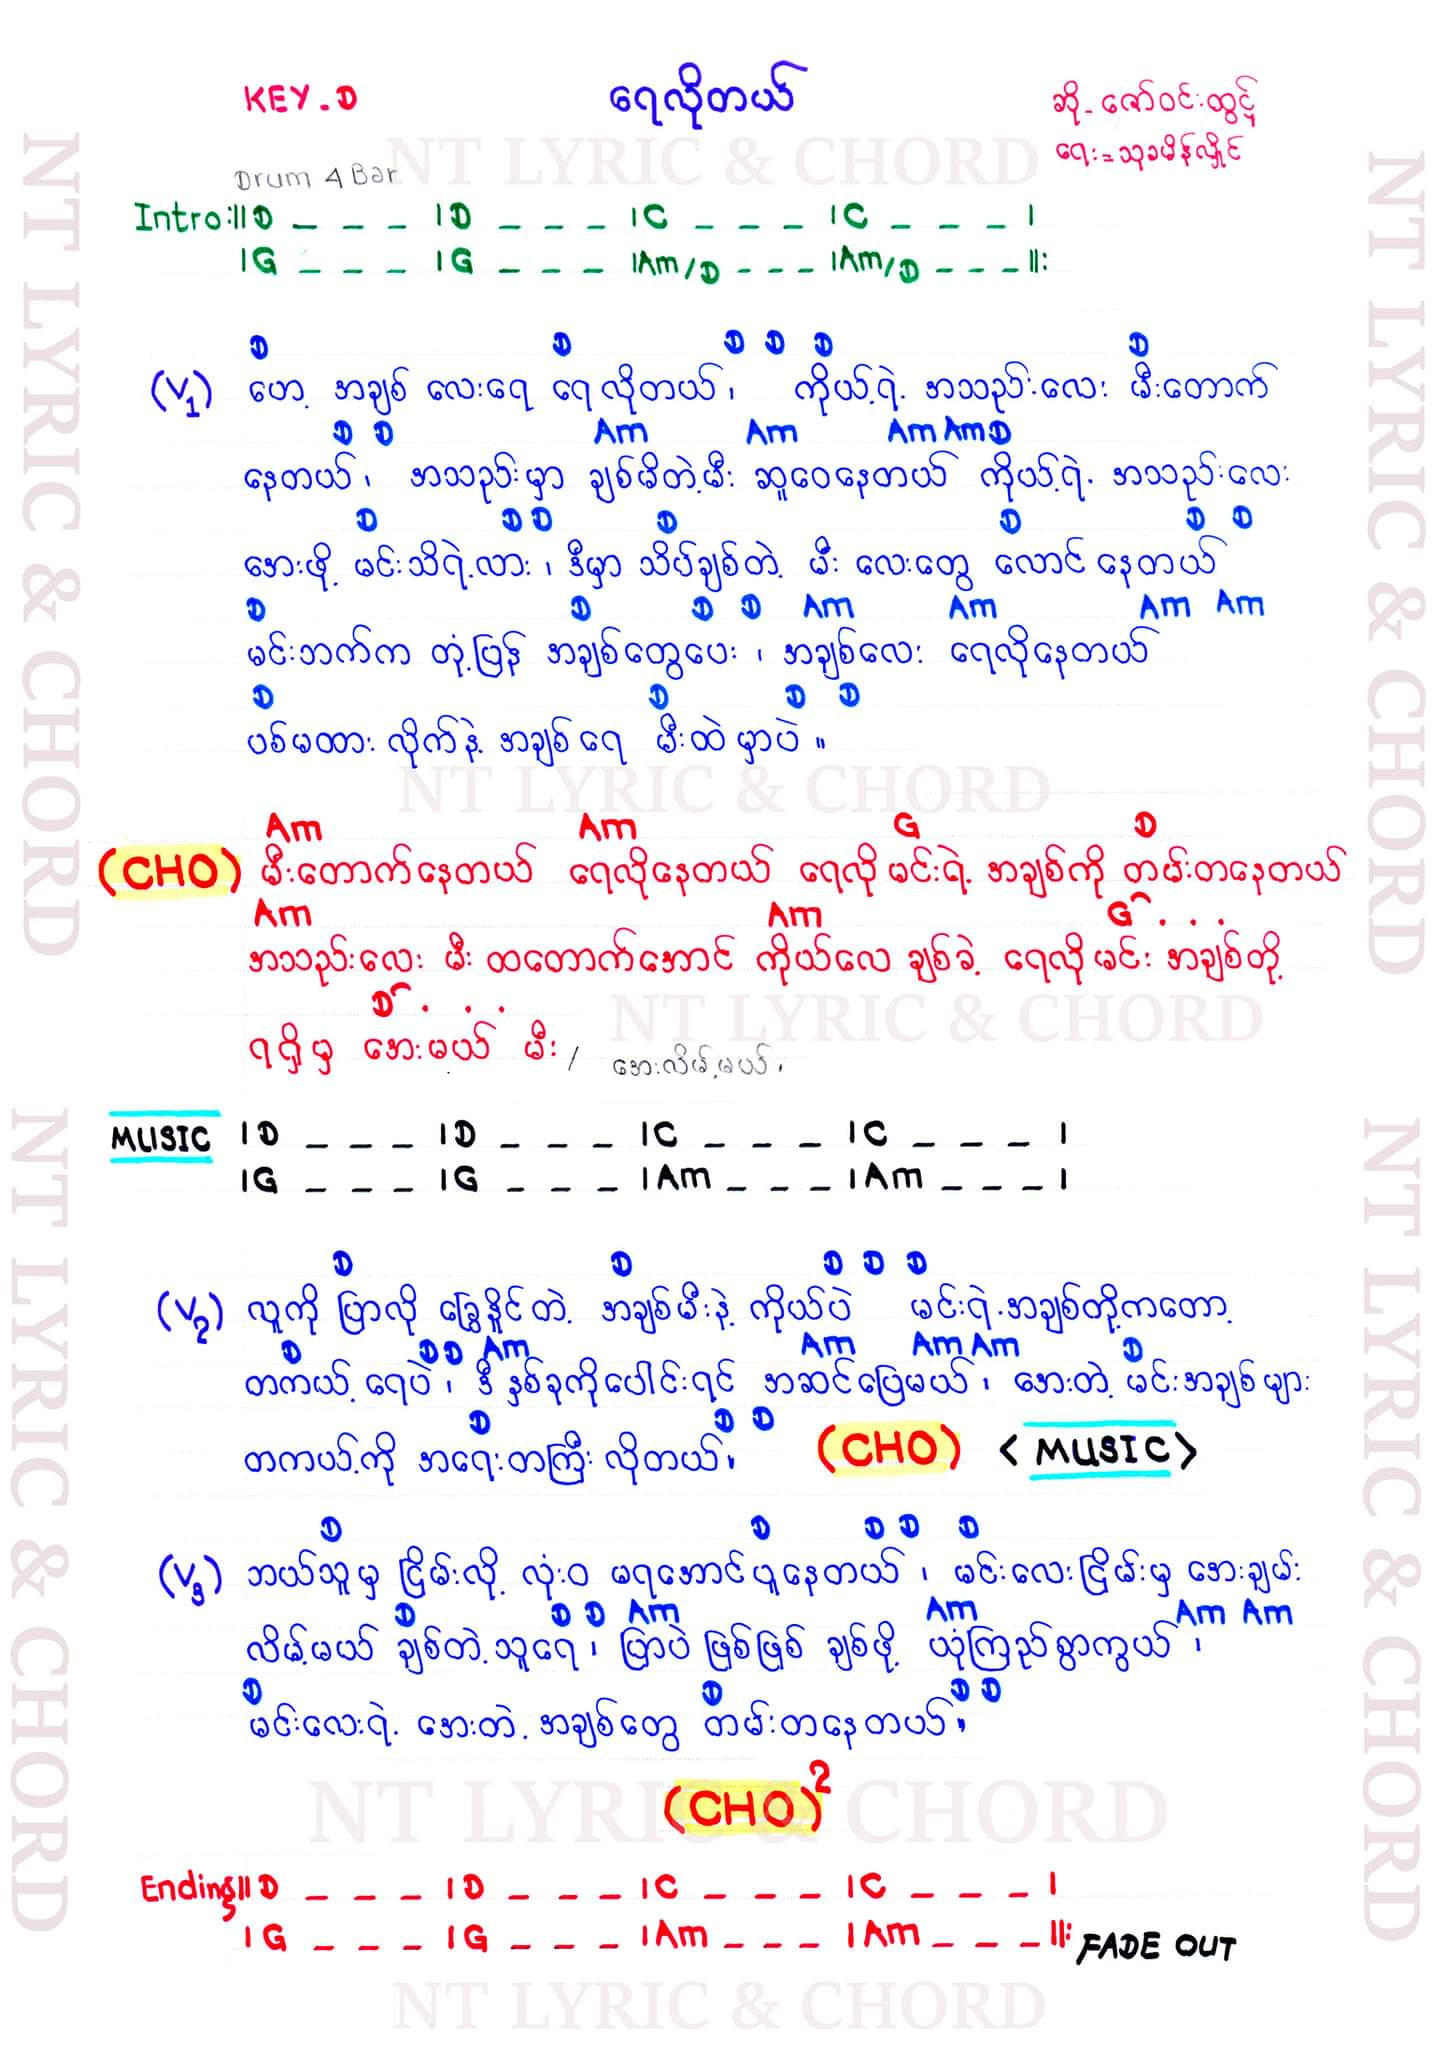 KEY - D
ရေလိုတယ်
ဆို - ဇော်ဝင်းထွဋ်
ရေး = သုခမိန်လှိုင်
NT LYRIC & CHORD
Drum 4 Bar
Intro :|| D _ _ _ | D _ _ _ | C _ _ _ | C _ _ _ |
| G _ _ _ | G _ _ _ | Am/D _ _ _ | Am/D _ _ _ ||:
D D D D D D
(V1) ဟေ့ အချစ် လေးရေ ရေလိုတယ်၊ ကိုယ့်ရဲ့ အသည်းလေး မီးတောက်
D D Am Am Am Am D
နေတယ်၊ အသည်းမှာ ချစ်မိတဲ့မီး ဆူဝေနေတယ် ကိုယ့်ရဲ့ အသည်းလေး
D D D D D D D
အေးဖို့ မင်းသိရဲ့လား၊ ဒီမှာ သိပ်ချစ်တဲ့ မီး လေးတွေ လောင်နေတယ်
D D D D Am Am Am Am
မင်းဘက်က တုံ့ပြန် အချစ်တွေပေး၊ အချစ်လေး ရေလိုနေတယ်
D D D D
ပစ်မထား လိုက်နဲ့ အချစ်ရေ မီးထဲမှာပဲ။
NT LYRIC & CHORD
Am Am G D
(CHO) မီးတောက်နေတယ် ရေလိုနေတယ် ရေလို မင်းရဲ့ အချစ်ကို တမ်းတနေတယ်
Am Am G . . .
အသည်းလေး မီး ထတောက်အောင် ကိုယ်လေ ချစ်ခဲ့ ရေလိုမင်း အချစ်တို့
D . . .
NT LYRIC & CHORD
ရရှိမှ အေးမယ် မီး / အေးလိမ့်မယ်၊
MUSIC | D _ _ _ | D _ _ _ | C _ _ _ | C _ _ _ |
| G _ _ _ | G _ _ _ | Am _ _ _ | Am _ _ _ |
D D D D D
(V2) လူကို ပြာလို ခြွေနိုင်တဲ့ အချစ်မီးနဲ့ ကိုယ်ပဲ မင်းရဲ့အချစ်တို့ကတော့
D D D Am Am Am Am D
တကယ့် ရေပဲ၊ ဒီနှစ်ခုကိုပေါင်းရင် အဆင်ပြေမယ်၊ အေးတဲ့ မင်းအချစ်များ
D D D
တကယ့်ကို အရေးတကြီး လိုတယ်။ (CHO) < MUSIC >
D D D D D
(V3) ဘယ်သူမှ ငြိမ်းလို့ လုံးဝ မရအောင်ပူနေတယ်၊ မင်းလေးငြိမ်းမှ အေးချမ်း
D D D Am Am Am Am
လိမ့်မယ် ချစ်တဲ့သူရေ၊ ပြာပဲ ဖြစ်ဖြစ် ချစ်ဖို့ ယုံကြည်စွာကွယ်၊
D D D D
မင်းလေးရဲ့ အေးတဲ့ အချစ်တွေ တမ်းတနေတယ်။
NT LYRIC & CHORD
(CHO)2
Ending || D _ _ _ | D _ _ _ | C _ _ _ | C _ _ _ |
| G _ _ _ | G _ _ _ | Am _ _ _ | Am _ _ _ ||: FADE OUT
NT LYRIC & CHORD
NT LYRIC & CHORD
NT LYRIC & CHORD
NT LYRIC & CHORD
NT LYRIC & CHORD